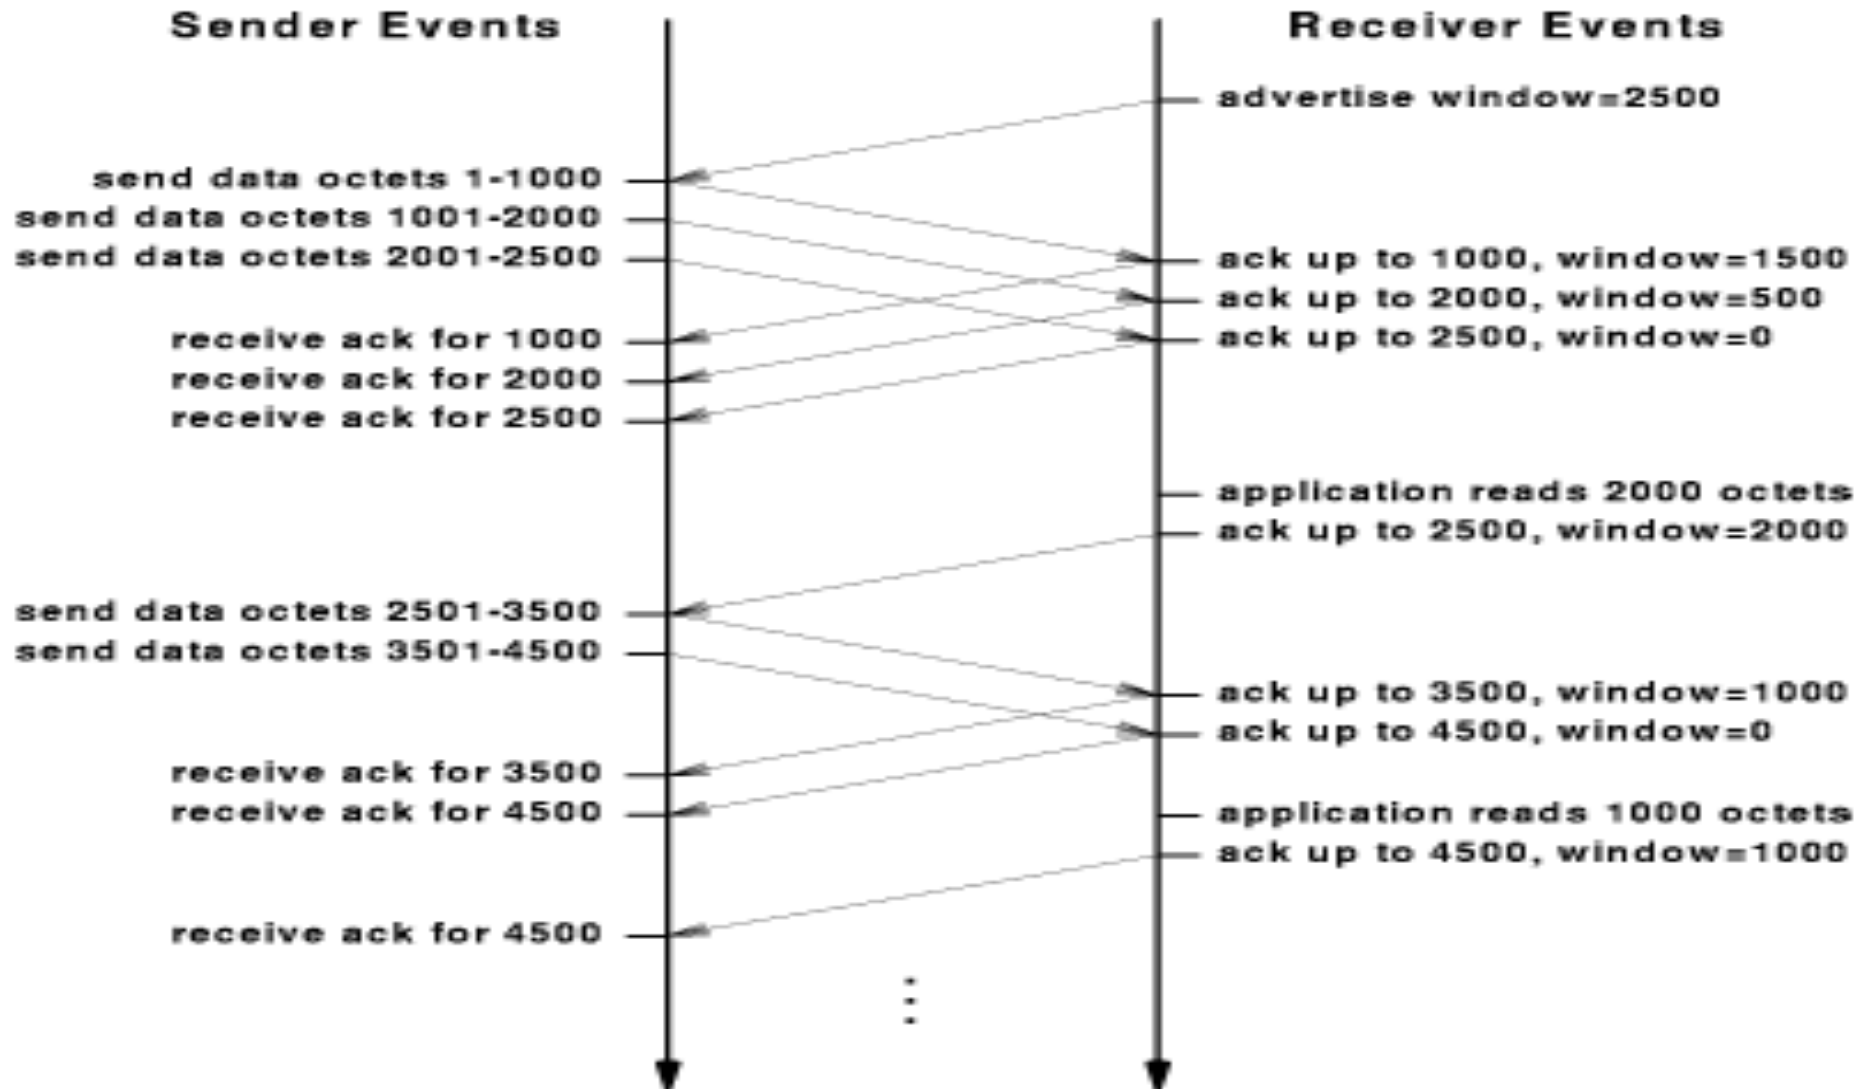 Sender Events
Receiver Events
advertise window=2500
send data octets 1-1000
send data octets 1001-2000
send data octets 2001-2500
ack up to 1000, window=1500
ack up to 2000, window=500
ack up to 2500, window=0
receive ack for 1000
receive ack for 2000
receive ack for 2500
application reads 2000 octets
ack up to 2500, window=2000
send data octets 2501-3500
send data octets 3501-4500
ack up to 3500, window=1000
ack up to 4500, window=0
receive ack for 3500
receive ack for 4500
application reads 1000 octets
ack up to 4500, window=1000
receive ack for 4500